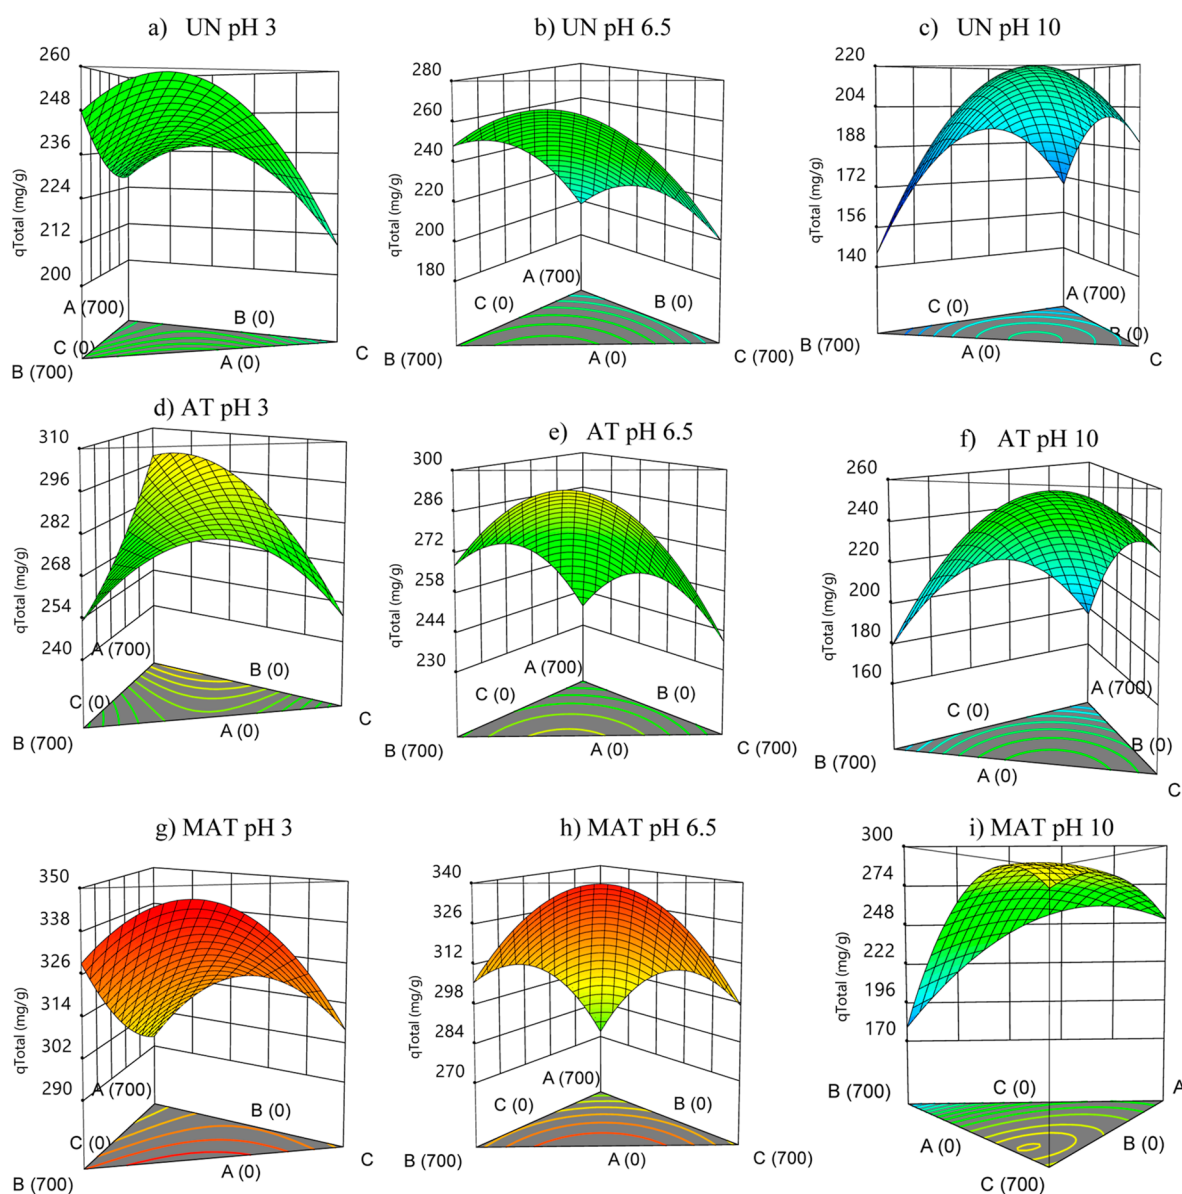 a) UN pH 3
260
248
236
224
212
200
qTotal (mg/g)
A (700)
B (0)
C (0)
A (0)
B (700)
C
b) UN pH 6.5
280
260
240
220
200
180
qTotal (mg/g)
A (700)
C (0)
B (0)
A (0)
B (700)
C (700)
c) UN pH 10
220
204
188
172
156
140
qTotal (mg/g)
C (0)
A (700)
B (0)
A (0)
B (700)
C
d) AT pH 3
310
296
282
268
254
240
qTotal (mg/g)
A (700)
B (0)
C (0)
A (0)
B (700)
C
e) AT pH 6.5
300
286
272
258
244
230
qTotal (mg/g)
A (700)
C (0)
B (0)
A (0)
B (700)
C (700)
f) AT pH 10
260
240
220
200
180
160
qTotal (mg/g)
A (700)
C (0)
B (0)
A (0)
B (700)
C
g) MAT pH 3
350
338
326
314
302
290
qTotal (mg/g)
A (700)
B (0)
C (0)
A (0)
B (700)
C
h) MAT pH 6.5
340
326
312
298
284
270
qTotal (mg/g)
A (700)
C (0)
B (0)
A (0)
B (700)
C (700)
i) MAT pH 10
300
274
248
222
196
170
qTotal (mg/g)
B (700)
C (0)
A
A (0)
B (0)
C (700)